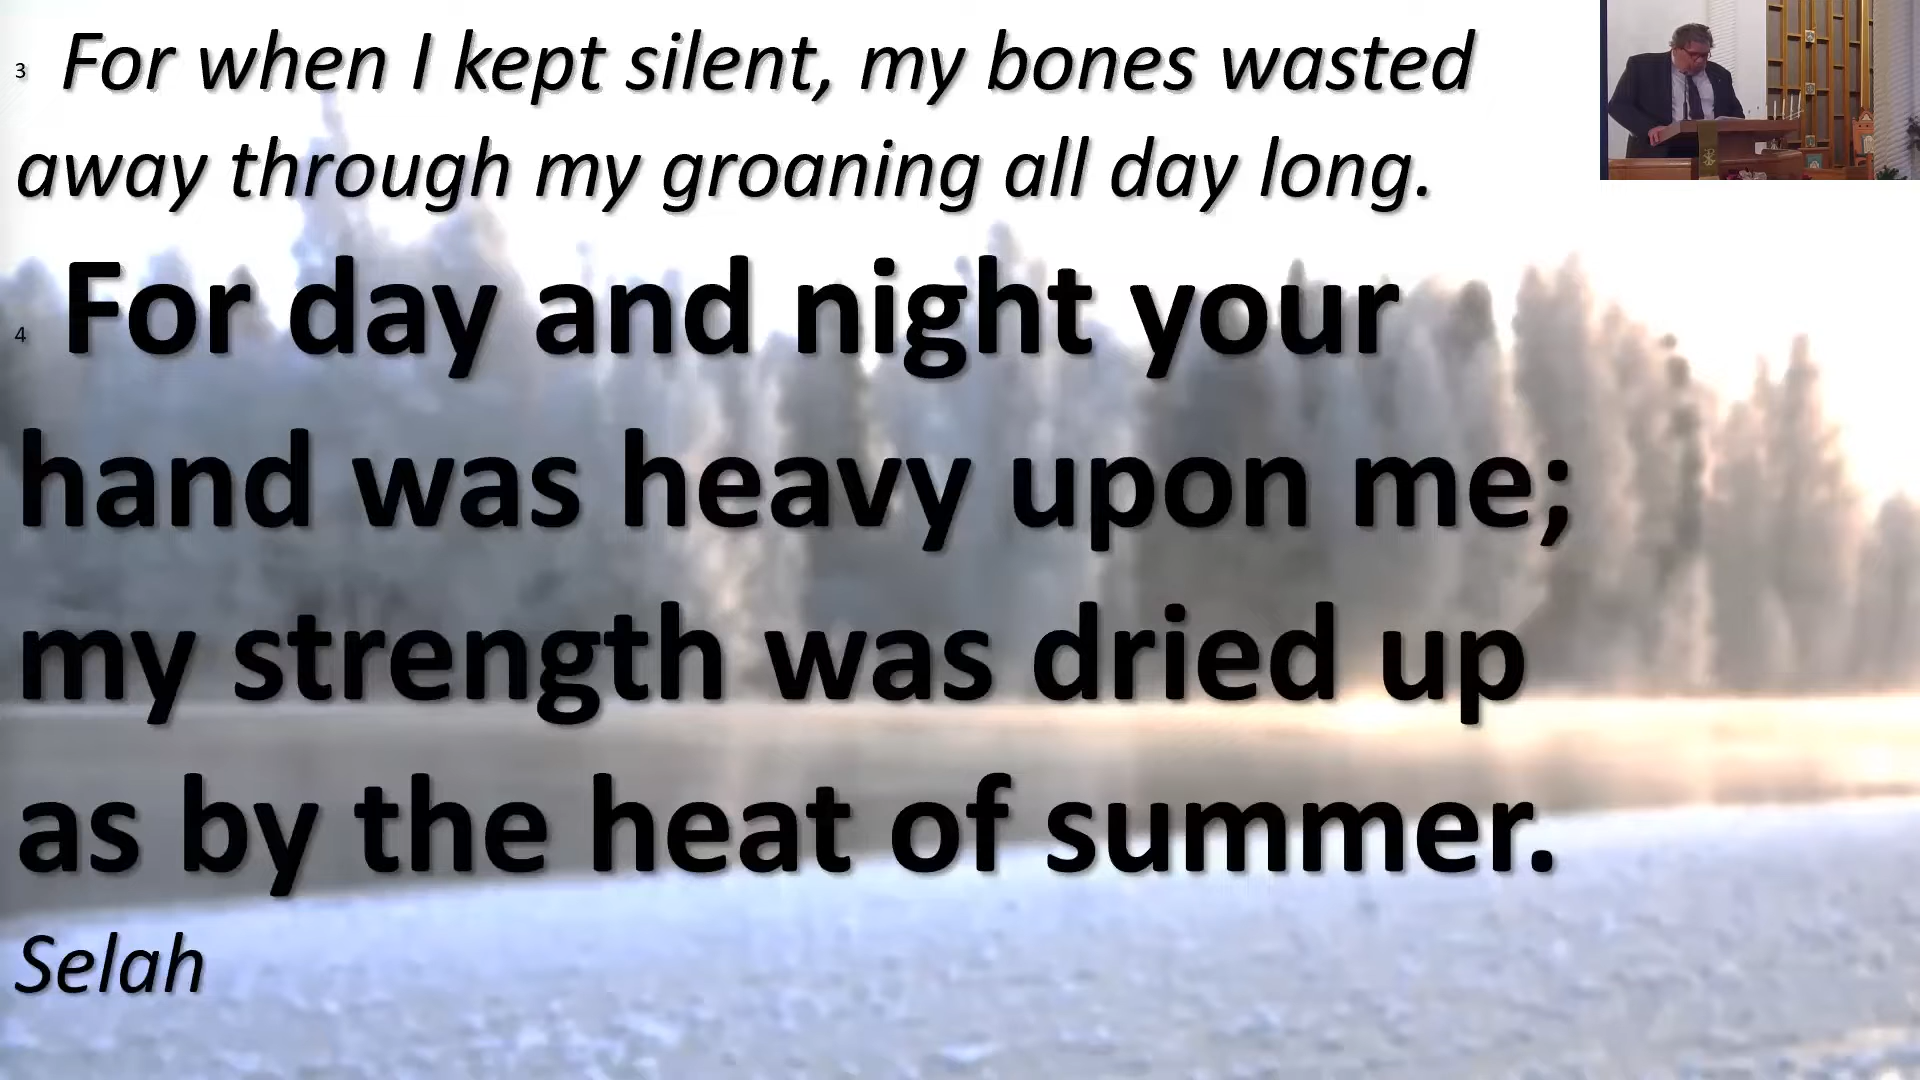 3 For when I kept silent, my bones wasted
away through my groaning all day long.
4 For day and night your
hand was heavy upon me;
my strength was dried up
as by the heat of summer.
Selah